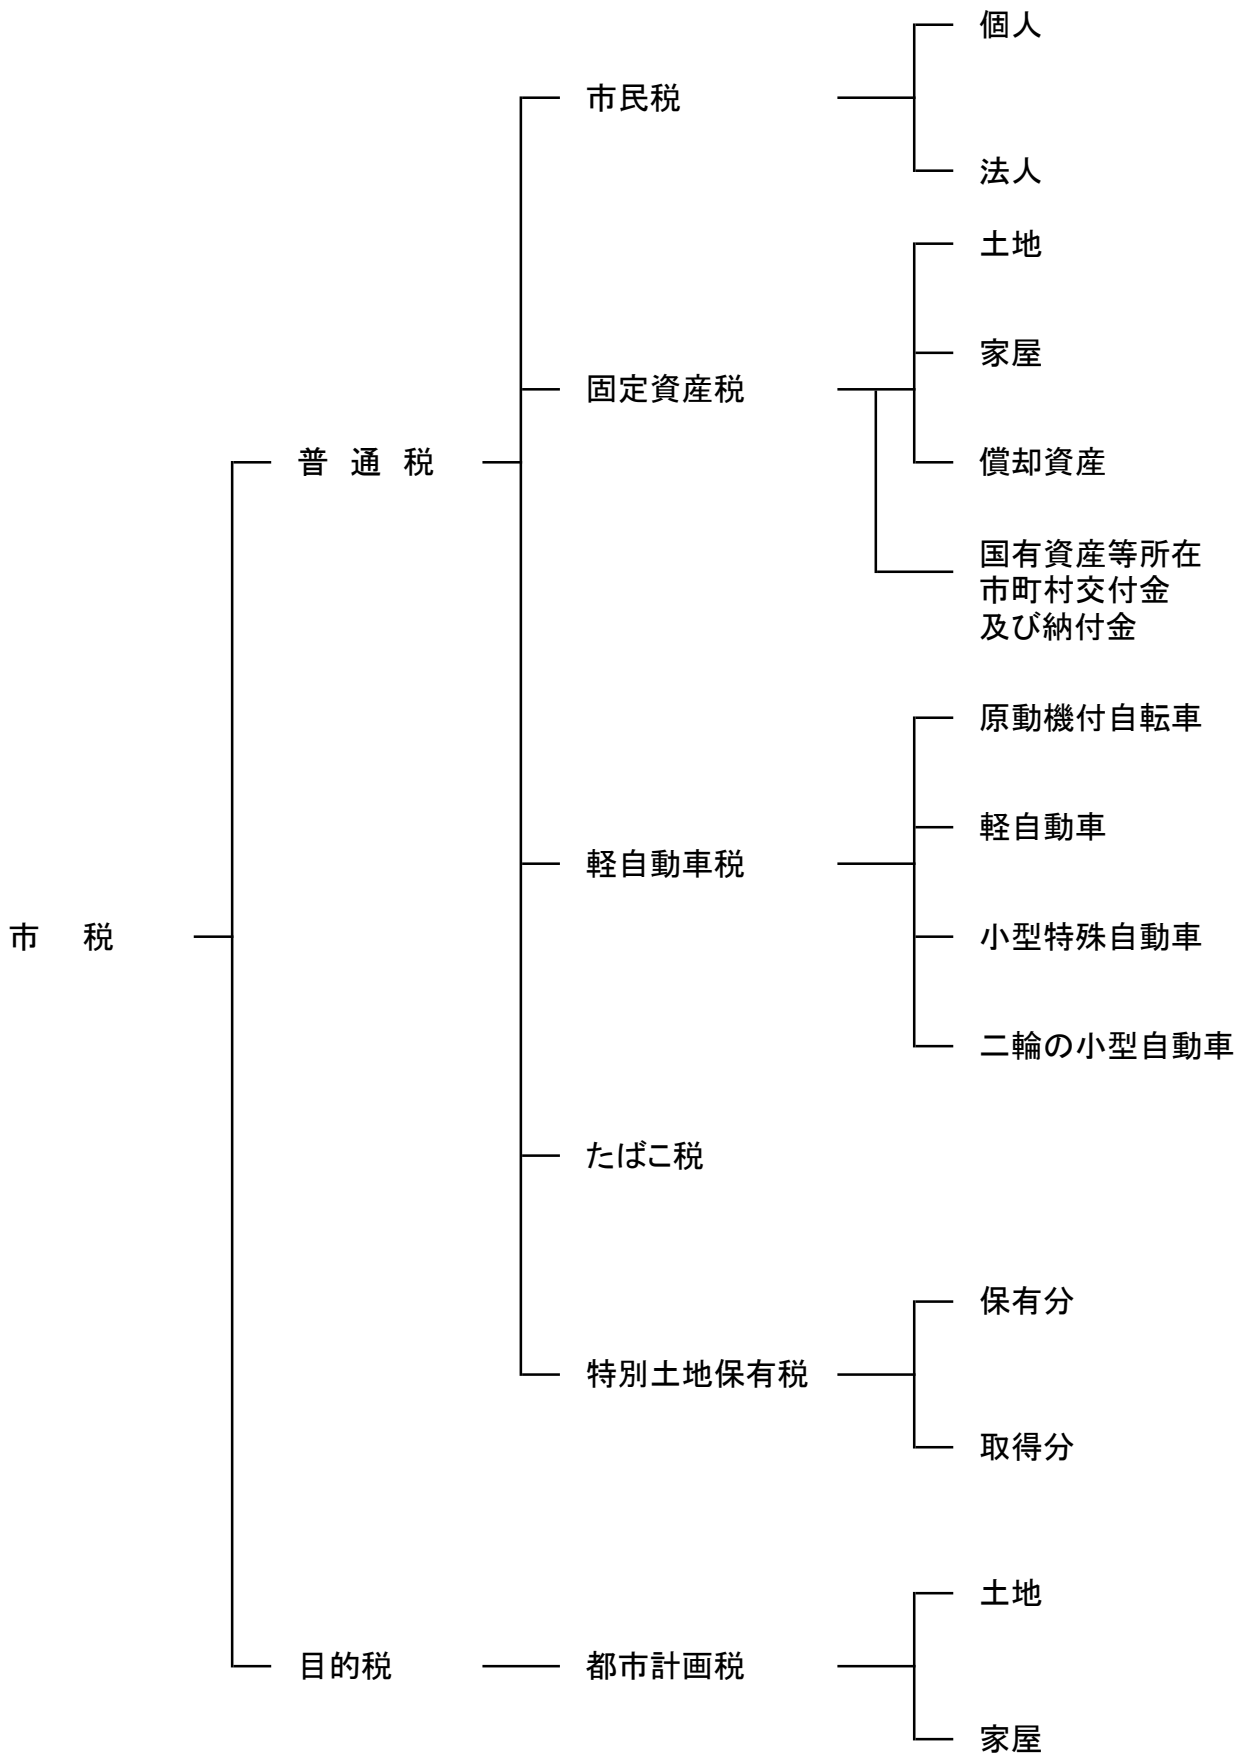 個人
市民税
法人
土地
家屋
固定資産税
普 通 税
償却資産
国有資産等所在
市町村交付金
及び納付金
原動機付自転車
軽自動車
軽自動車税
市 税
小型特殊自動車
二輪の小型自動車
たばこ税
保有分
特別土地保有税
取得分
土地
目的税
都市計画税
家屋